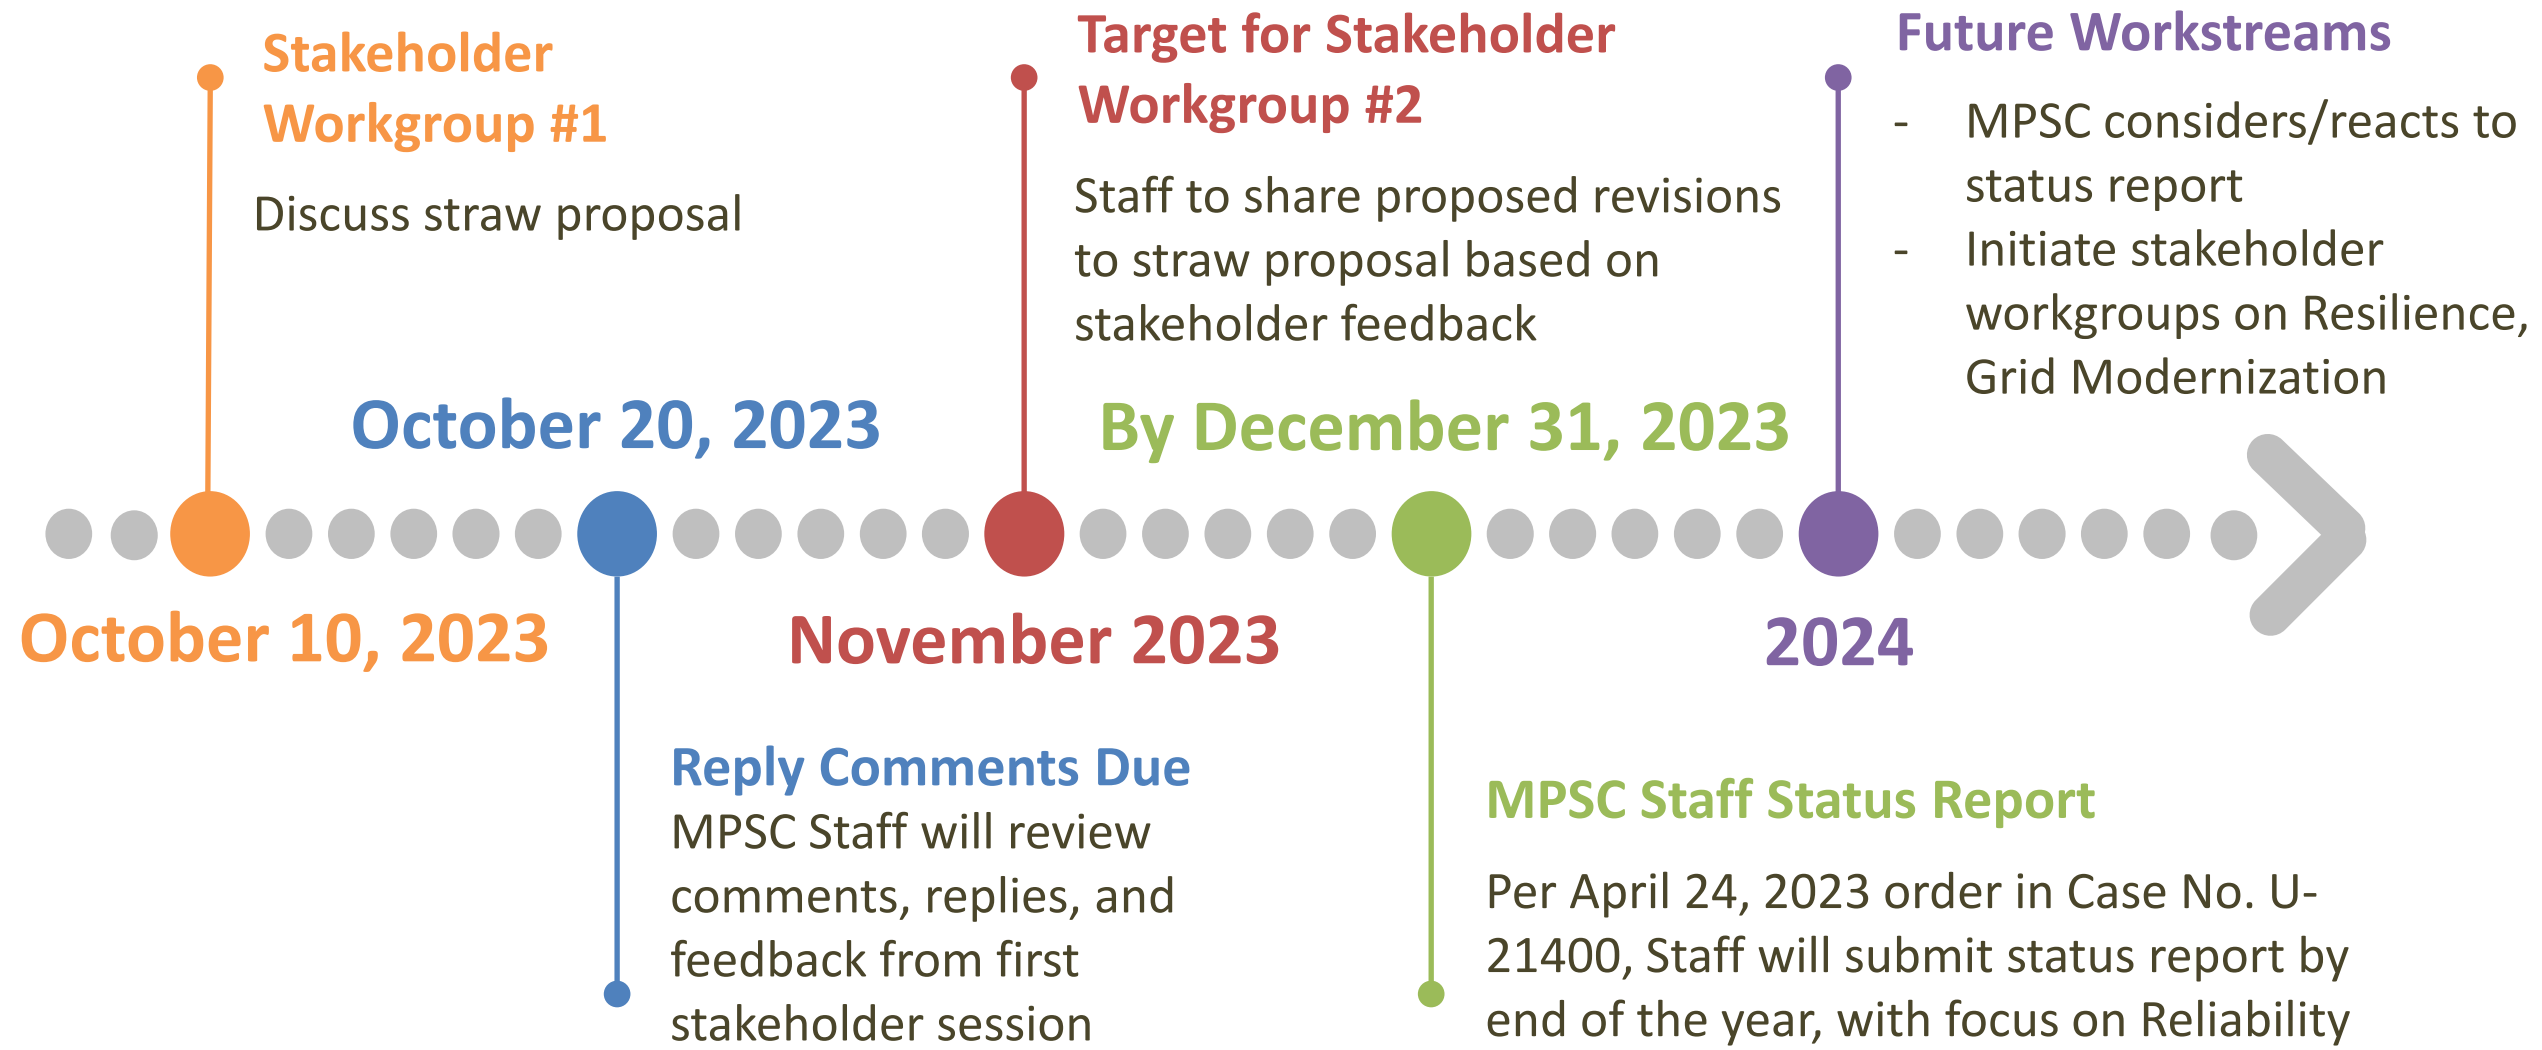 Stakeholder
Workgroup #1
Discuss straw proposal
October 10, 2023
October 20, 2023
Reply Comments Due
MPSC Staff will review
comments, replies, and
feedback from first
stakeholder session
Target for Stakeholder
Workgroup #2
Staff to share proposed revisions
to straw proposal based on
stakeholder feedback
November 2023
By December 31, 2023
MPSC Staff Status Report
Per April 24, 2023 order in Case No. U-
21400, Staff will submit status report by
end of the year, with focus on Reliability
Future Workstreams
- MPSC considers/reacts to
status report
- Initiate stakeholder
workgroups on Resilience,
Grid Modernization
2024